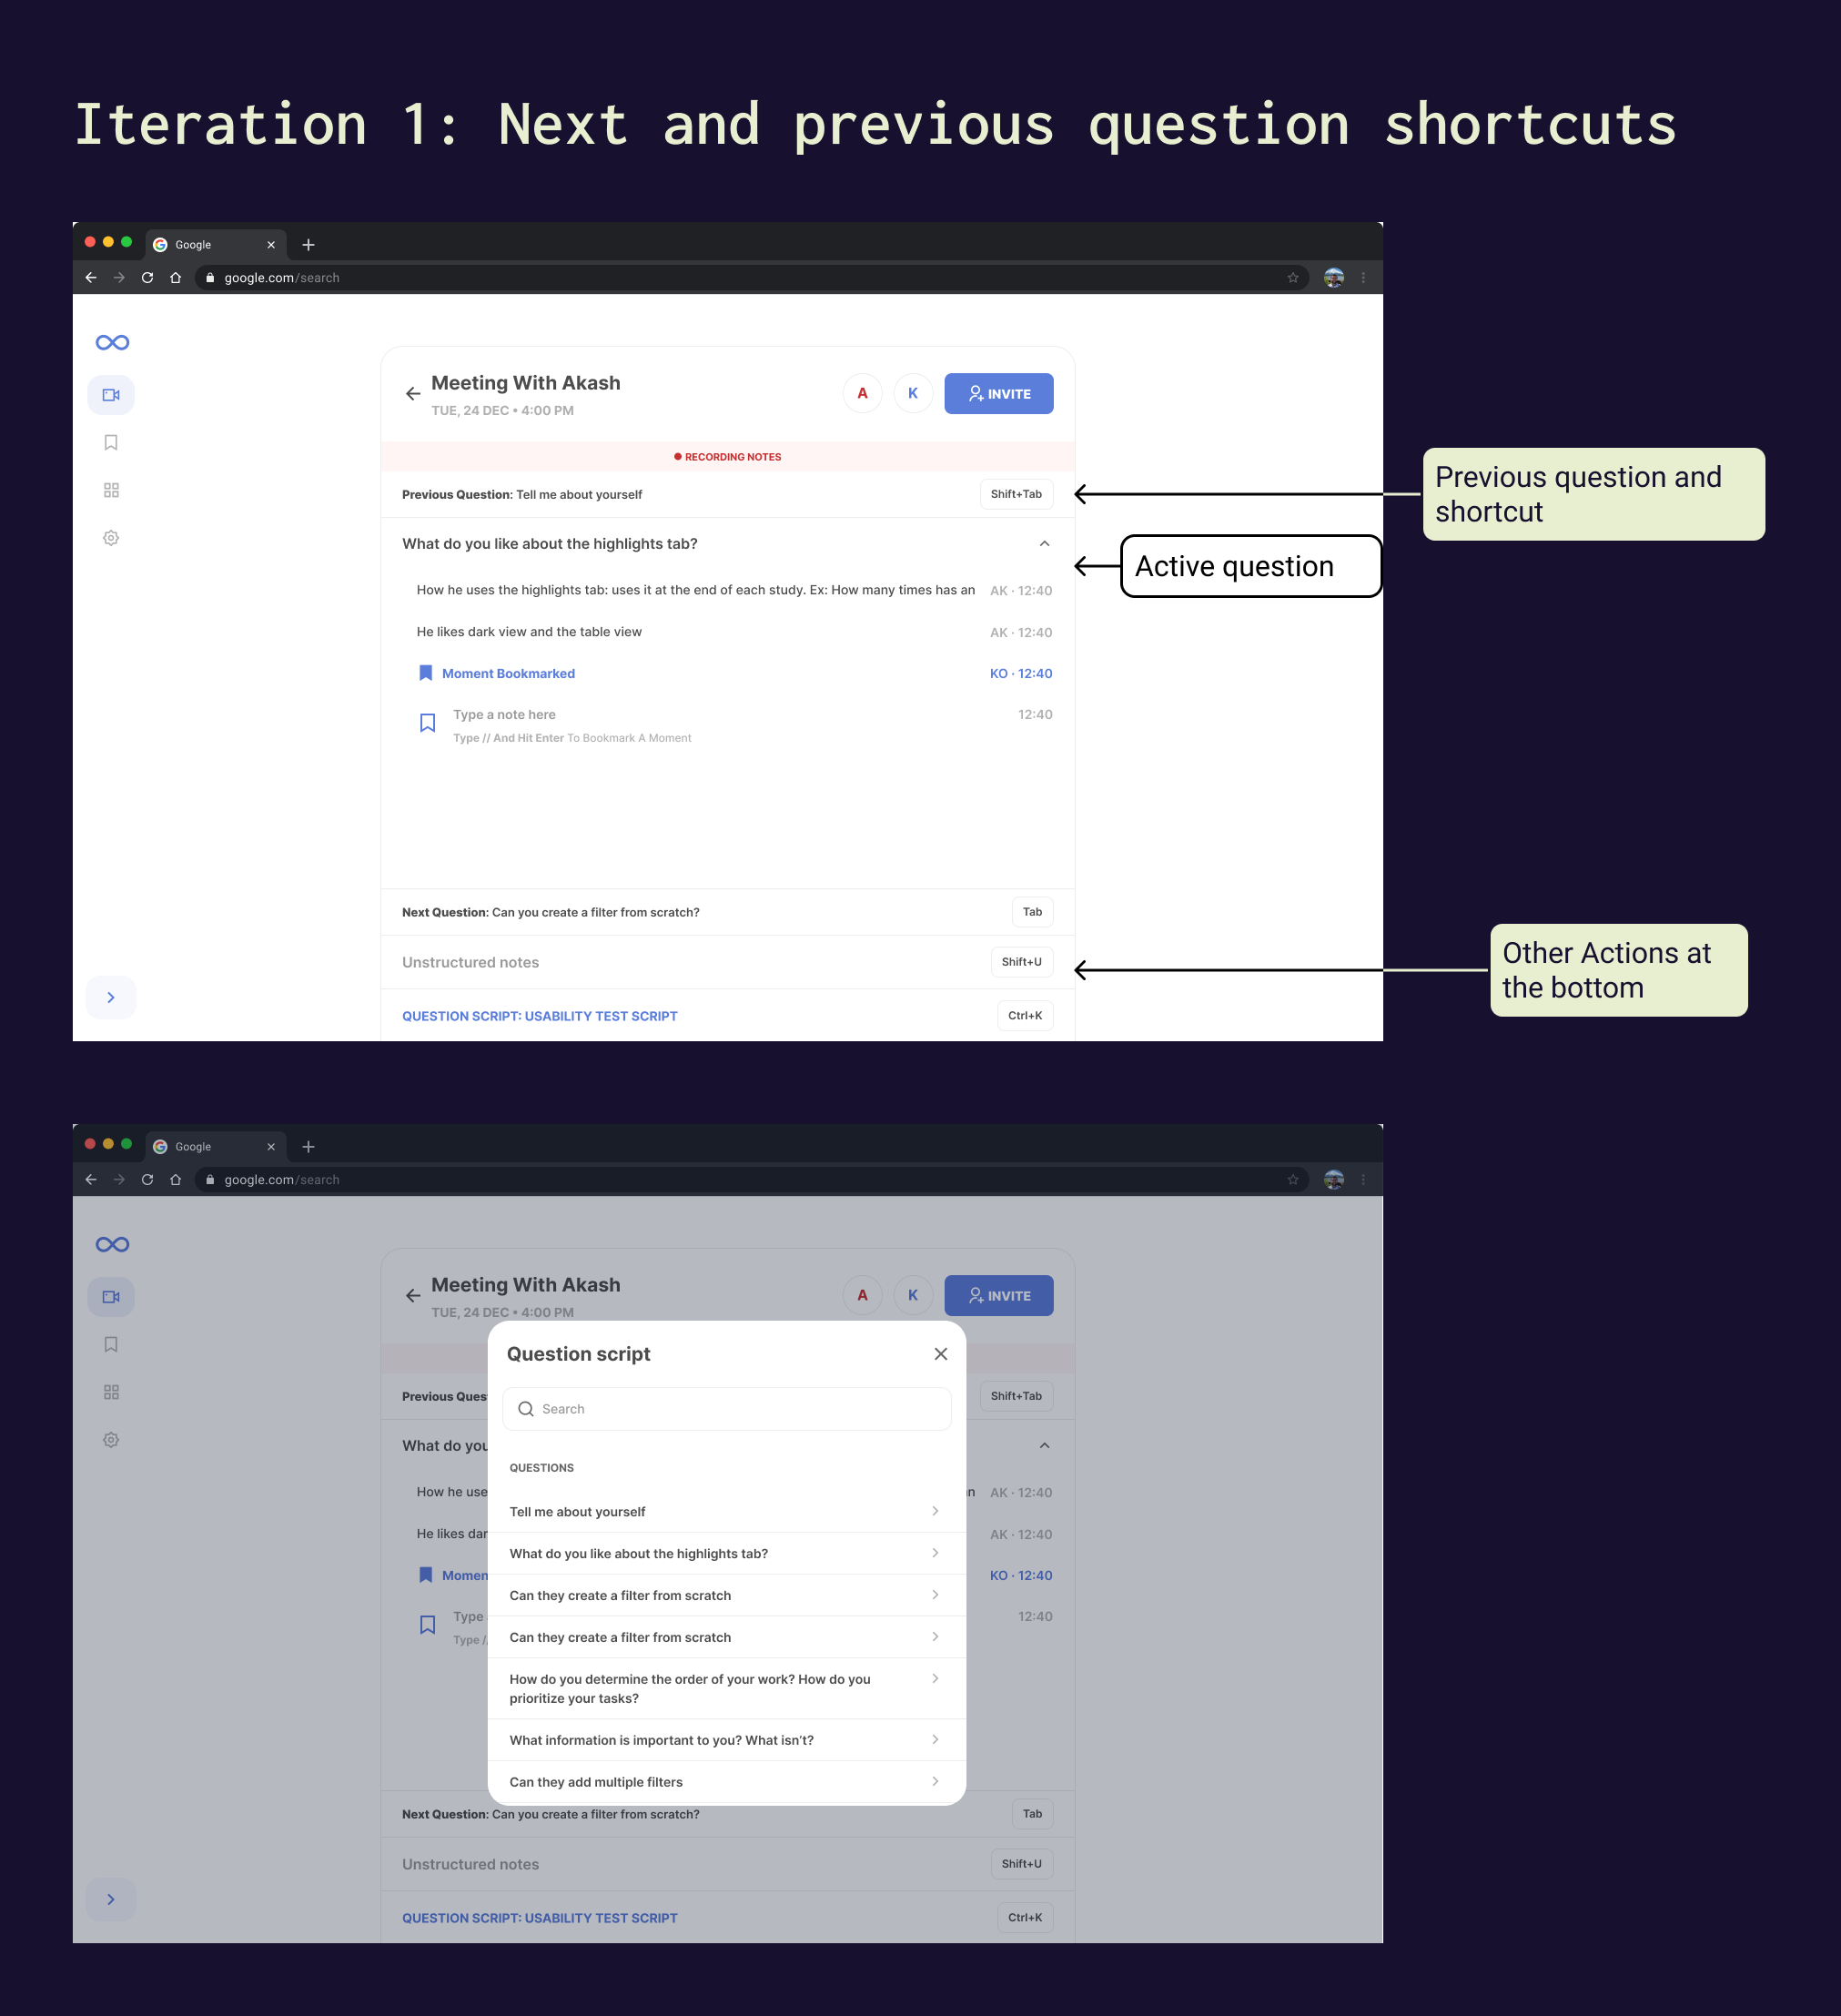 Iteration 1: Next and previous question shortcuts
Google
google.com/search
Meeting With Akash
TUE, 24 DEC • 4:00 PM
A
K
INVITE
RECORDING NOTES
Previous Question: Tell me about yourself
Shift+Tab
Previous question and
shortcut
What do you like about the highlights tab?
Active question
How he uses the highlights tab: uses it at the end of each study. Ex: How many times has an
AK · 12:40
He likes dark view and the table view
AK · 12:40
Moment Bookmarked
KO · 12:40
Type a note here
12:40
Type // And Hit Enter To Bookmark A Moment
Next Question: Can you create a filter from scratch?
Tab
Unstructured notes
Shift+U
Other Actions at
the bottom
QUESTION SCRIPT: USABILITY TEST SCRIPT
Ctrl+K
Google
google.com/search
Meeting With Akash
TUE, 24 DEC • 4:00 PM
A
K
INVITE
Question script
Search
QUESTIONS
Tell me about yourself
What do you like about the highlights tab?
Can they create a filter from scratch
Can they create a filter from scratch
How do you determine the order of your work? How do you
prioritize your tasks?
What information is important to you? What isn't?
Can they add multiple filters
Previous Ques
Shift+Tab
What do you
How he use
n
AK · 12:40
He likes dar
AK · 12:40
Momen
KO · 12:40
Type
12:40
Type //
Next Question: Can you create a filter from scratch?
Tab
Unstructured notes
Shift+U
QUESTION SCRIPT: USABILITY TEST SCRIPT
Ctrl+K